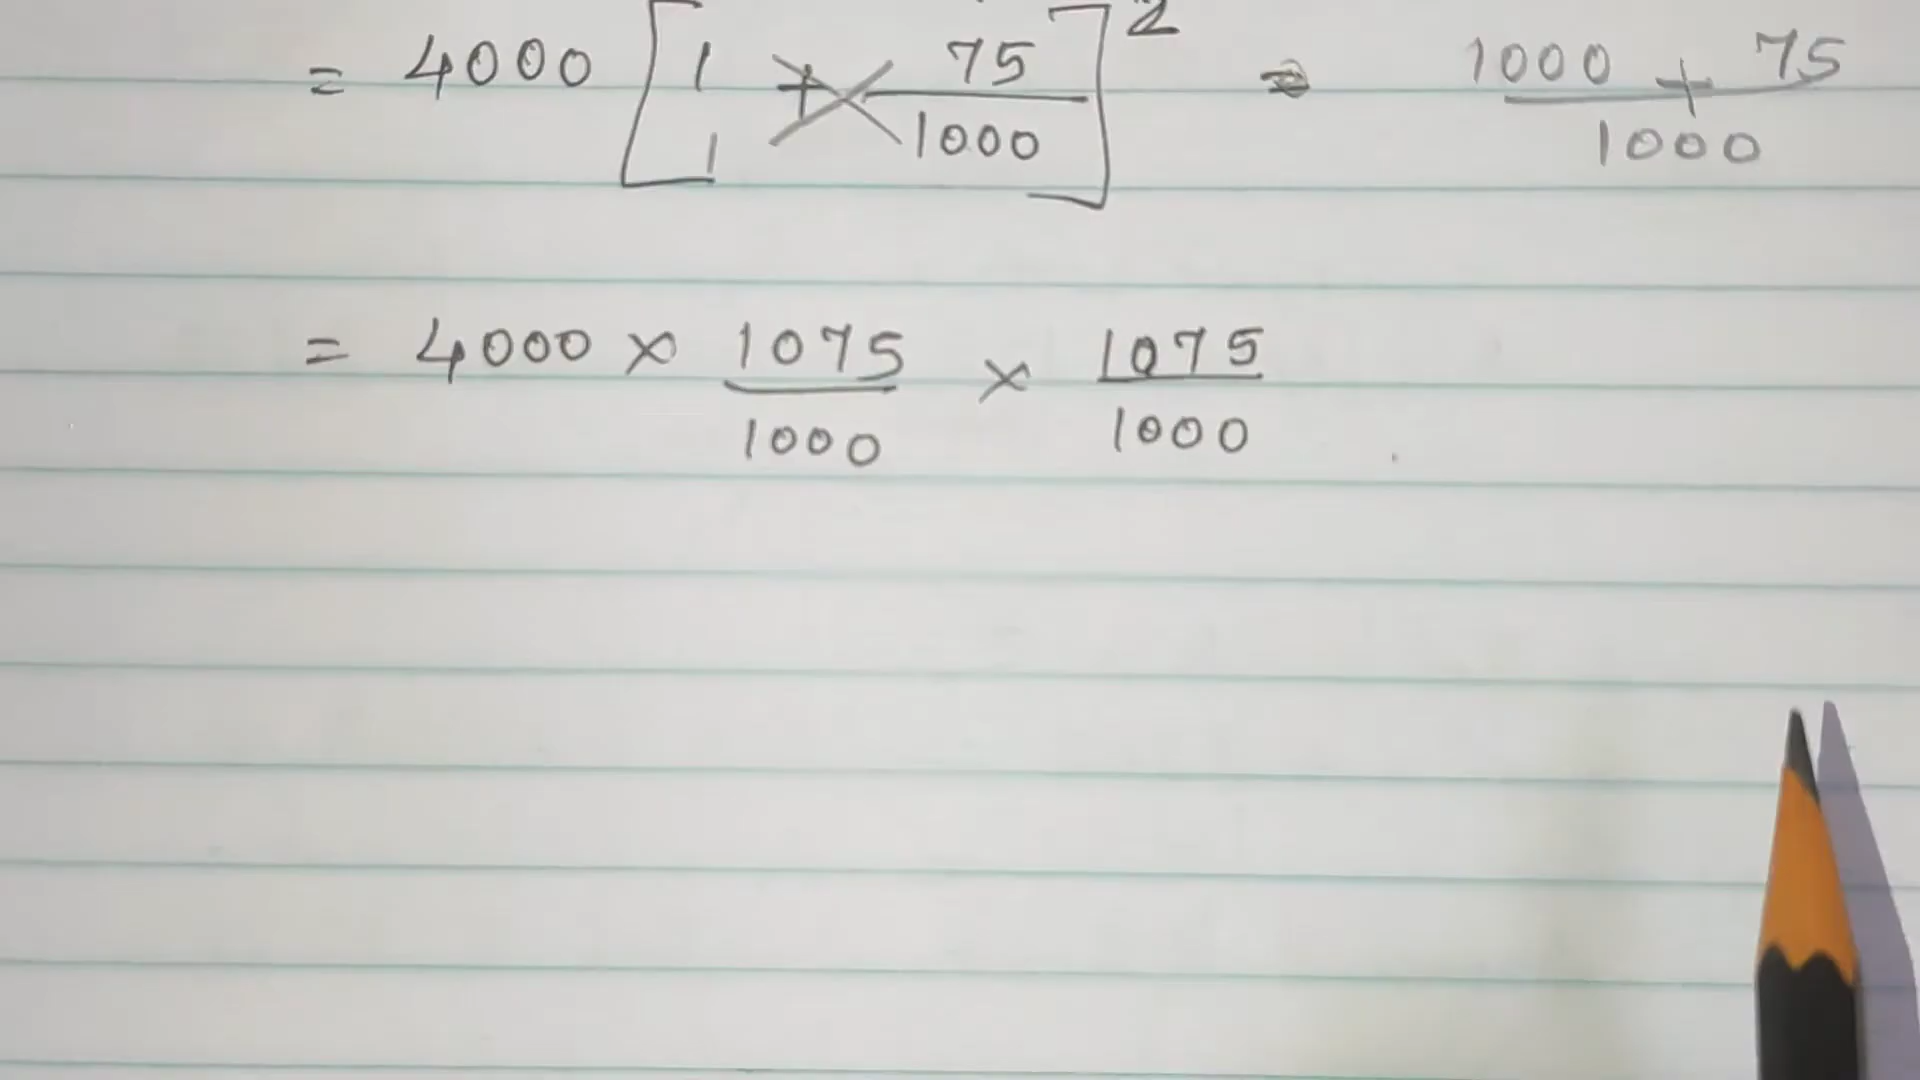 = 4000 [ 1/1 + 75/1000 ]² ⇒ 1000 + 75 / 1000
= 4000 × 1075/1000 × 1075/1000